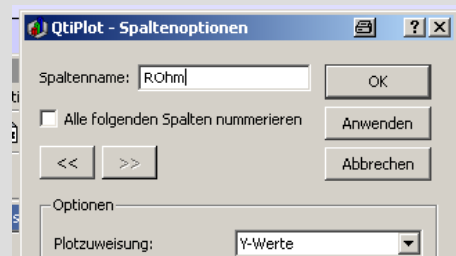 QtiPlot - Spaltenoptionen
Spaltenname: ROhm
OK
Alle folgenden Spalten nummerieren
Anwenden
<< >>
Abbrechen
Optionen
Plotzuweisung: Y-Werte